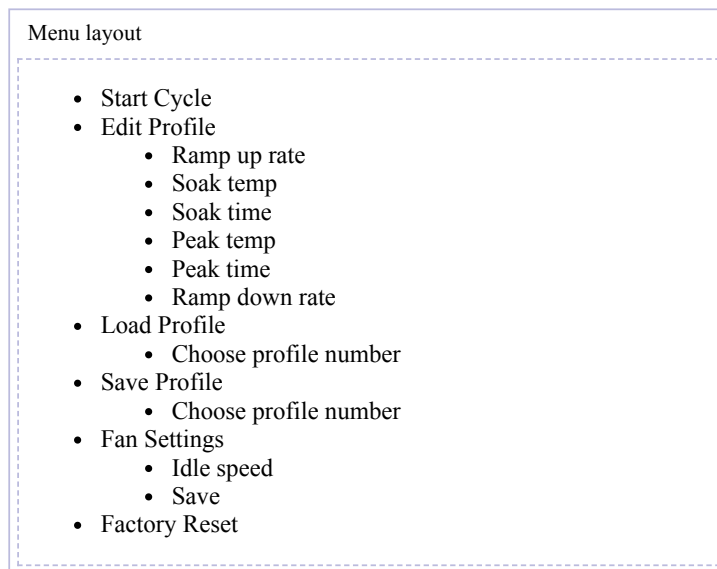 Menu layout
Start Cycle
Edit Profile
Ramp up rate
Soak temp
Soak time
Peak temp
Peak time
Ramp down rate
Load Profile
Choose profile number
Save Profile
Choose profile number
Fan Settings
Idle speed
Save
Factory Reset